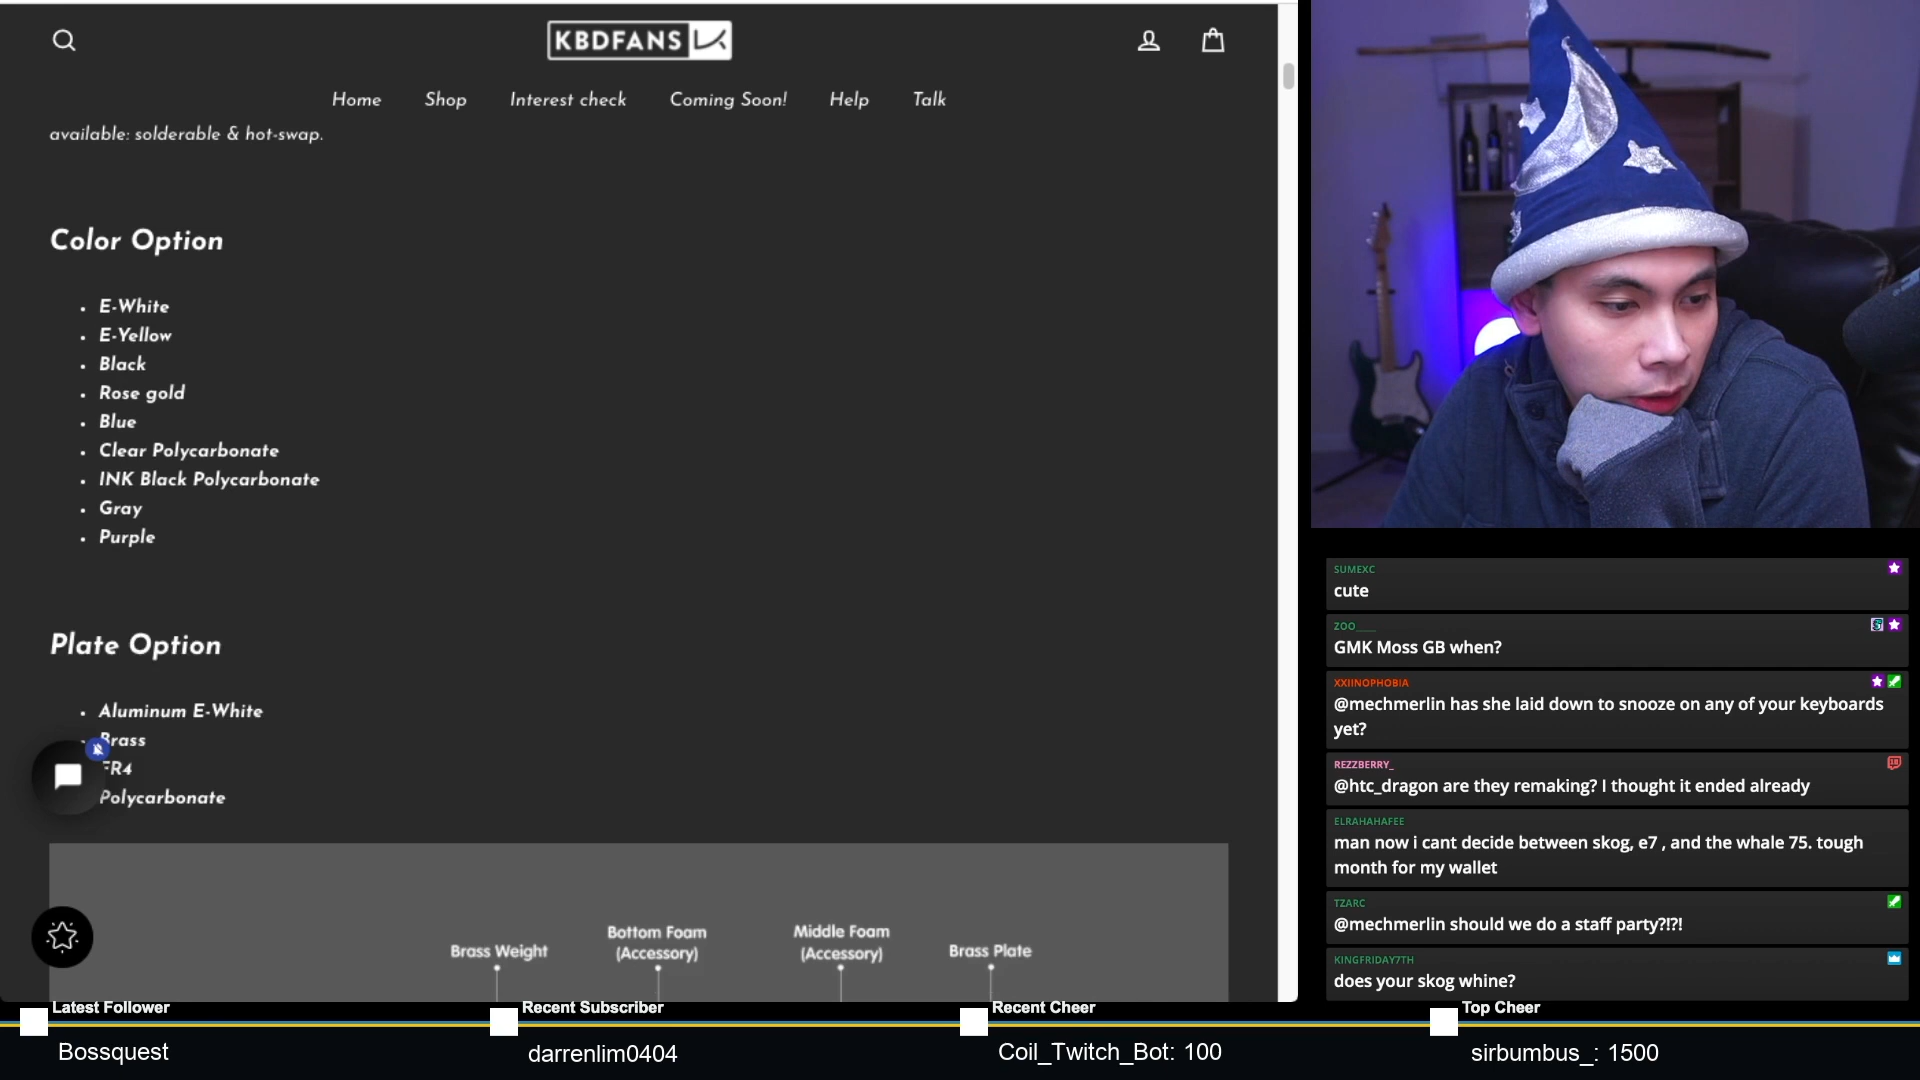 KBDFANS
Home Shop Interest check Coming Soon! Help Talk
available: solderable & hot-swap.
Color Option
E-White
E-Yellow
Black
Rose gold
Blue
Clear Polycarbonate
INK Black Polycarbonate
Gray
Purple
Plate Option
Aluminum E-White
Brass
FR4
Polycarbonate
Brass Weight
Bottom Foam
(Accessory)
Middle Foam
(Accessory)
Brass Plate
SUMEXC
cute
ZOO____
GMK Moss GB when?
XXIINOPHOBIA
@mechmerlin has she laid down to snooze on any of your keyboards
yet?
REZZBERRY_
@htc_dragon are they remaking? I thought it ended already
ELRAHAHAFEE
man now i cant decide between skog, e7 , and the whale 75. tough
month for my wallet
TZARC
@mechmerlin should we do a staff party?!?!
KINGFRIDAY7TH
does your skog whine?
Latest Follower
Bossquest
Recent Subscriber
darrenlim0404
Recent Cheer
Coil_Twitch_Bot: 100
Top Cheer
sirbumbus_: 1500